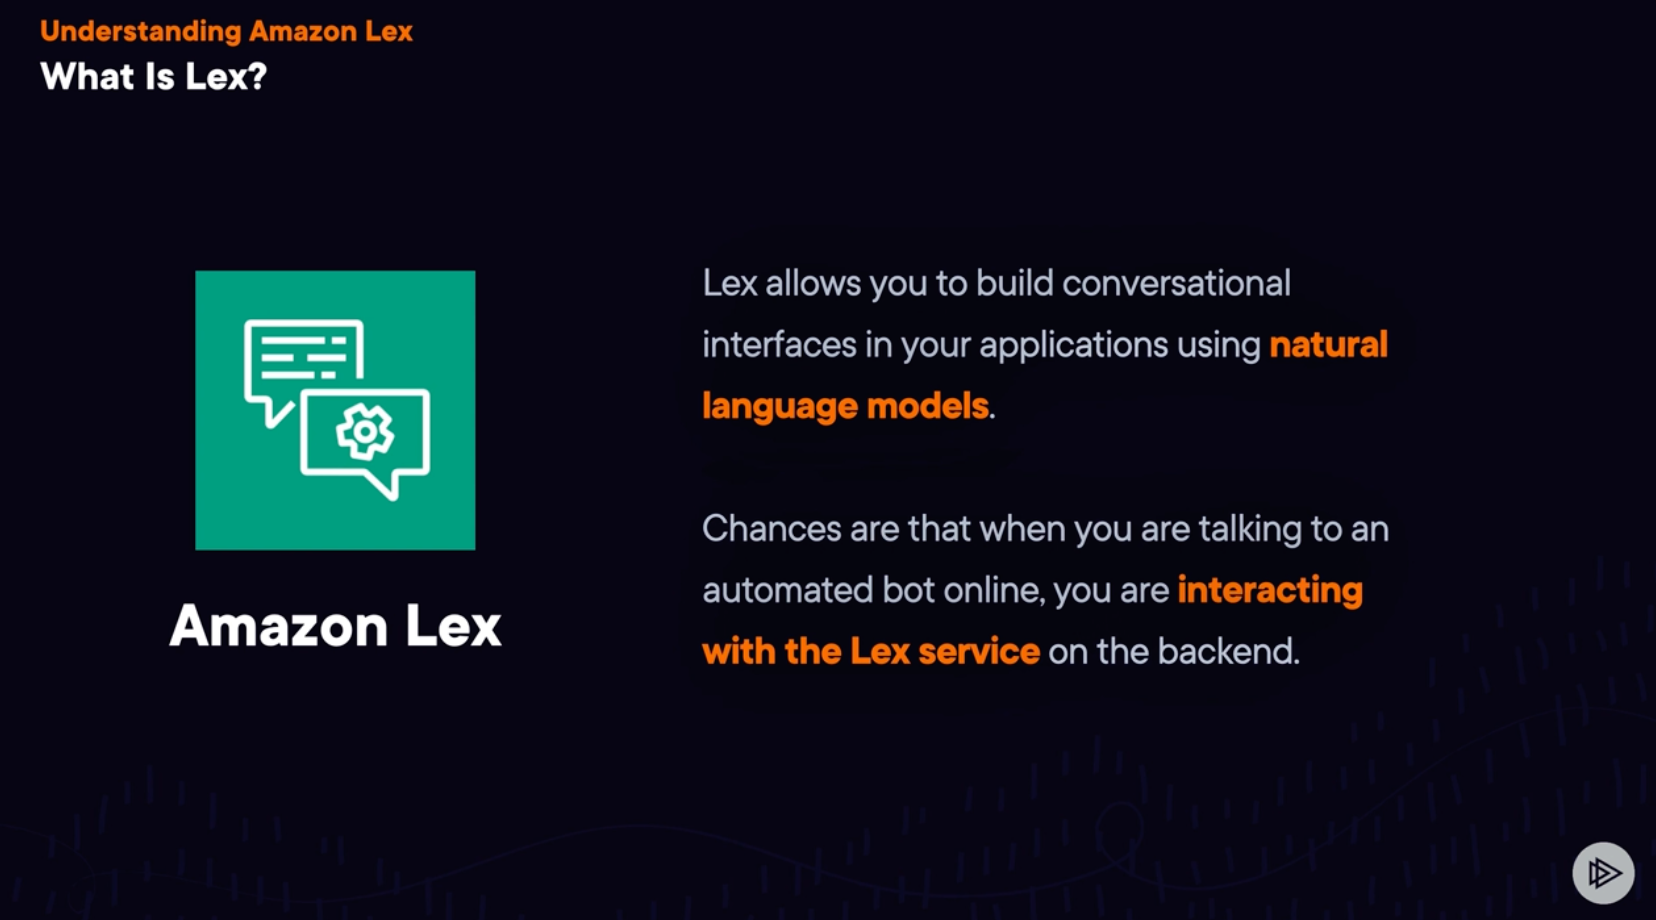 Understanding Amazon Lex
What Is Lex?
Lex allows you to build conversational
interfaces in your applications using natural
language models.
Chances are that when you are talking to an
automated bot online, you are interacting
with the Lex service on the backend.
Amazon Lex